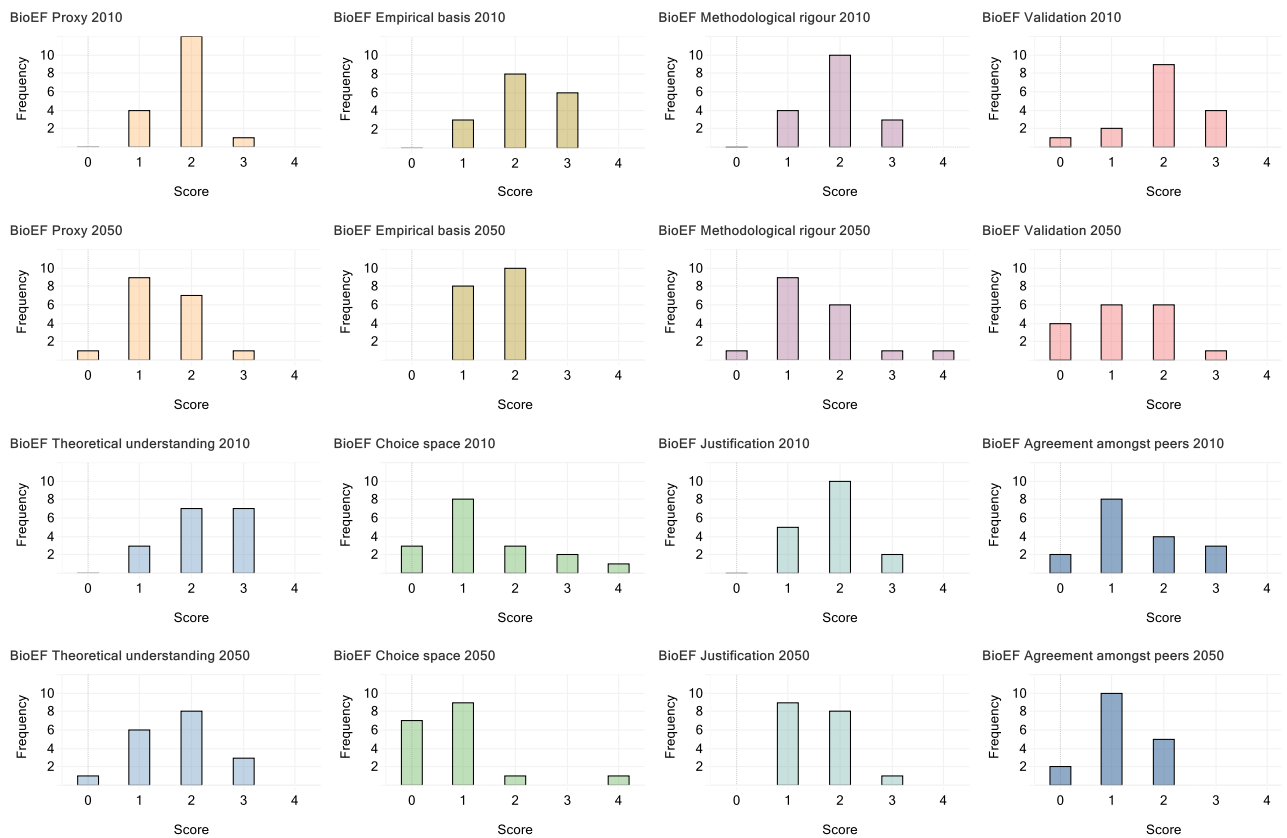 BioEF Proxy 2010
BioEF Empirical basis 2010
BioEF Methodological rigour 2010
BioEF Validation 2010
Frequency
10
8
6
4
2
0 1 2 3 4
Score
Frequency
10
8
6
4
2
0 1 2 3 4
Score
Frequency
10
8
6
4
2
0 1 2 3 4
Score
Frequency
10
8
6
4
2
0 1 2 3 4
Score
BioEF Proxy 2050
BioEF Empirical basis 2050
BioEF Methodological rigour 2050
BioEF Validation 2050
Frequency
10
8
6
4
2
0 1 2 3 4
Score
Frequency
10
8
6
4
2
0 1 2 3 4
Score
Frequency
10
8
6
4
2
0 1 2 3 4
Score
Frequency
10
8
6
4
2
0 1 2 3 4
Score
BioEF Theoretical understanding 2010
BioEF Choice space 2010
BioEF Justification 2010
BioEF Agreement amongst peers 2010
Frequency
10
8
6
4
2
0 1 2 3 4
Score
Frequency
10
8
6
4
2
0 1 2 3 4
Score
Frequency
10
8
6
4
2
0 1 2 3 4
Score
Frequency
10
8
6
4
2
0 1 2 3 4
Score
BioEF Theoretical understanding 2050
BioEF Choice space 2050
BioEF Justification 2050
BioEF Agreement amongst peers 2050
Frequency
10
8
6
4
2
0 1 2 3 4
Score
Frequency
10
8
6
4
2
0 1 2 3 4
Score
Frequency
10
8
6
4
2
0 1 2 3 4
Score
Frequency
10
8
6
4
2
0 1 2 3 4
Score